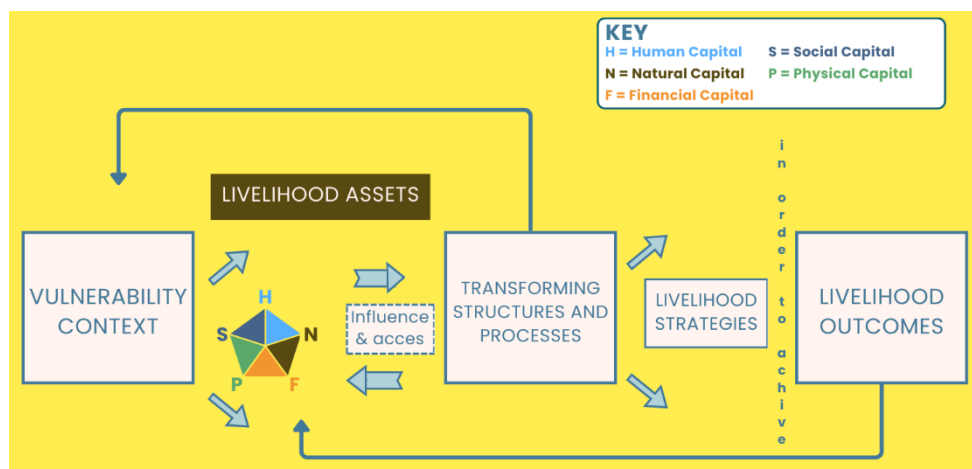 KEY
H = Human Capital
S = Social Capital
N = Natural Capital
P = Physical Capital
F = Financial Capital
LIVELIHOOD ASSETS
VULNERABILITY
CONTEXT
H
S
N
P
F
Influence
& acces
TRANSFORMING
STRUCTURES AND
PROCESSES
LIVELIHOOD
STRATEGIES
in order to achive
LIVELIHOOD
OUTCOMES